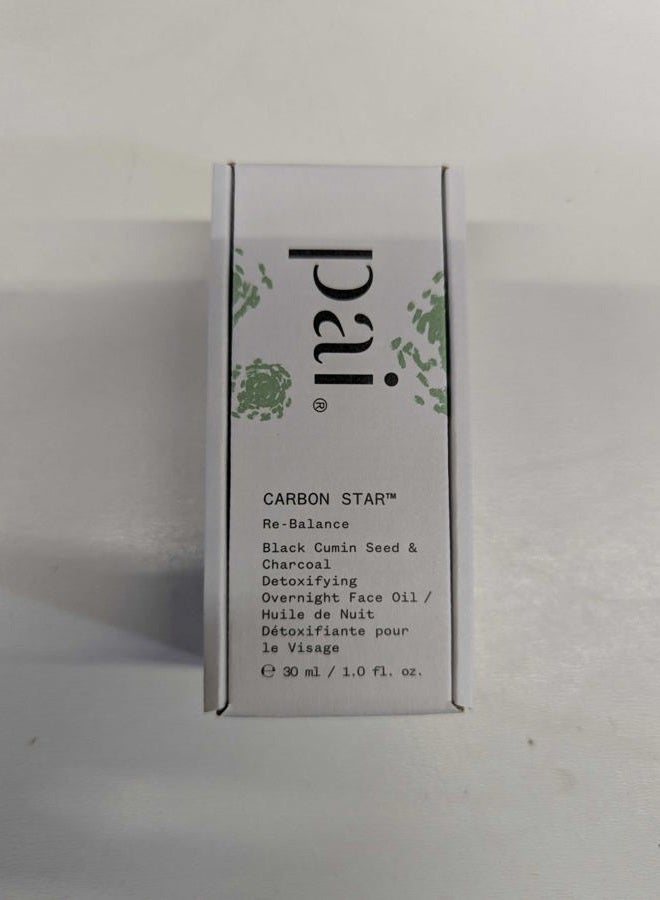 pai®
CARBON STAR™
Re-Balance
Black Cumin Seed &
Charcoal
Detoxifying
Overnight Face Oil /
Huile de Nuit
Détoxifiante pour
le Visage
℮ 30 ml / 1.0 fl. oz.